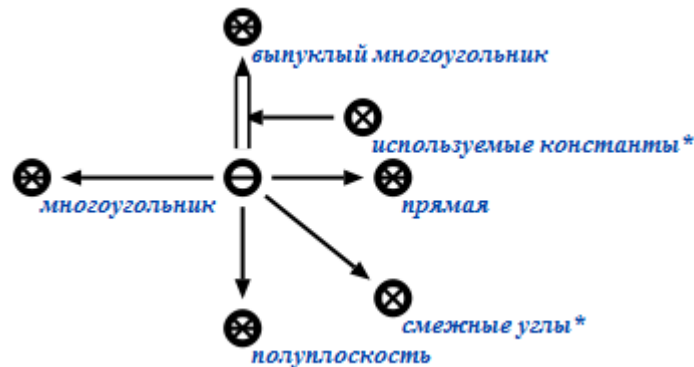 выпуклый многоугольник
используемые константы*
многоугольник
прямая
смежные углы*
полуплоскость